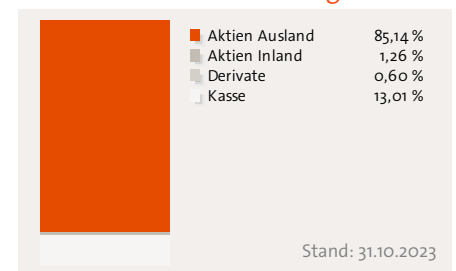 Aktien Ausland 85,14 %
Aktien Inland 1,26 %
Derivate 0,60 %
Kasse 13,01 %
Stand: 31.10.2023